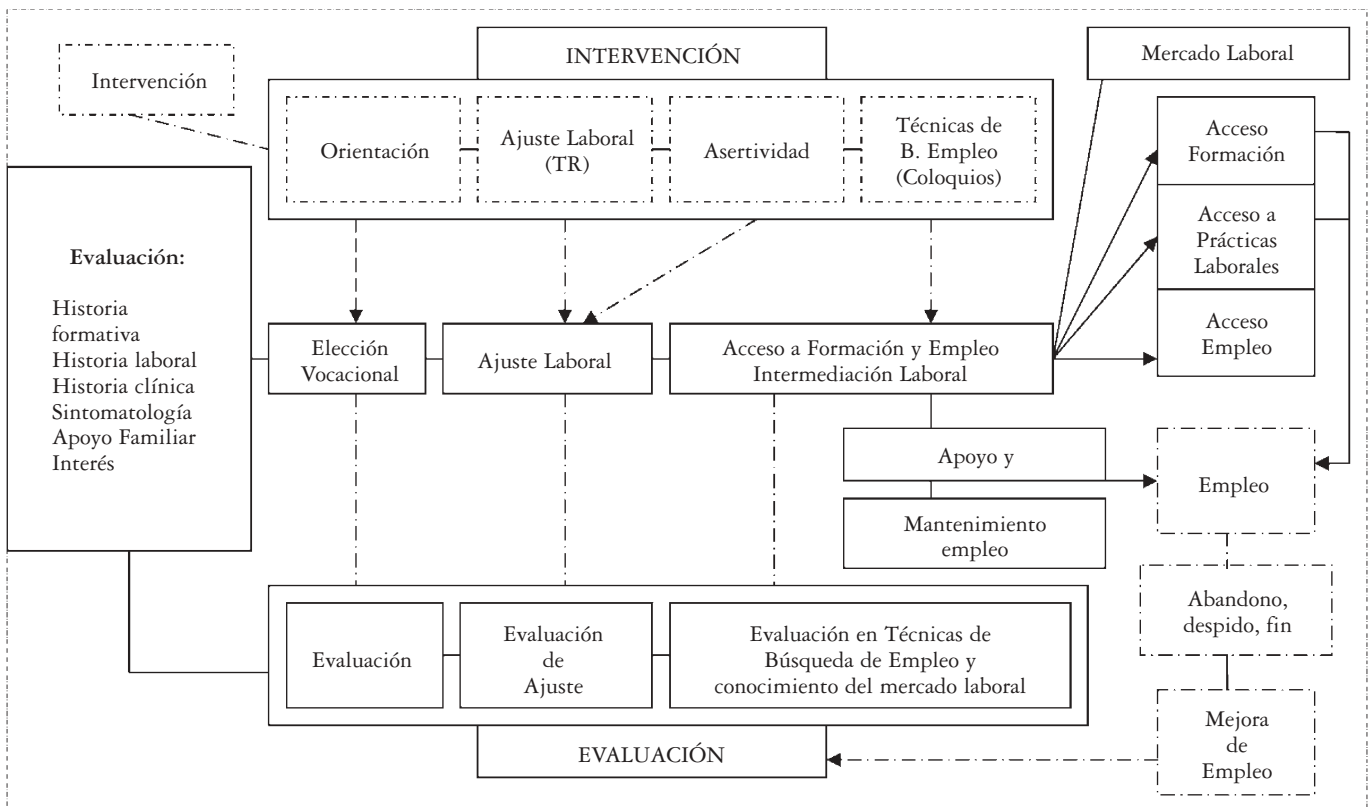 INTERVENCIÓN
Mercado Laboral
Intervención
Orientación
Ajuste Laboral
(TR)
Asertividad
Técnicas de
B. Empleo
(Coloquios)
Acceso
Formación
Acceso a
Prácticas
Laborales
Acceso
Empleo
Evaluación:
Historia
formativa
Historia laboral
Historia clínica
Sintomatología
Apoyo Familiar
Interés
Elección
Vocacional
Ajuste Laboral
Acceso a Formación y Empleo
Intermediación Laboral
Apoyo y
Mantenimiento
empleo
Empleo
Abandono,
despido, fin
Mejora
de
Empleo
Evaluación
Evaluación
de
Ajuste
Evaluación en Técnicas de
Búsqueda de Empleo y
conocimiento del mercado laboral
EVALUACIÓN